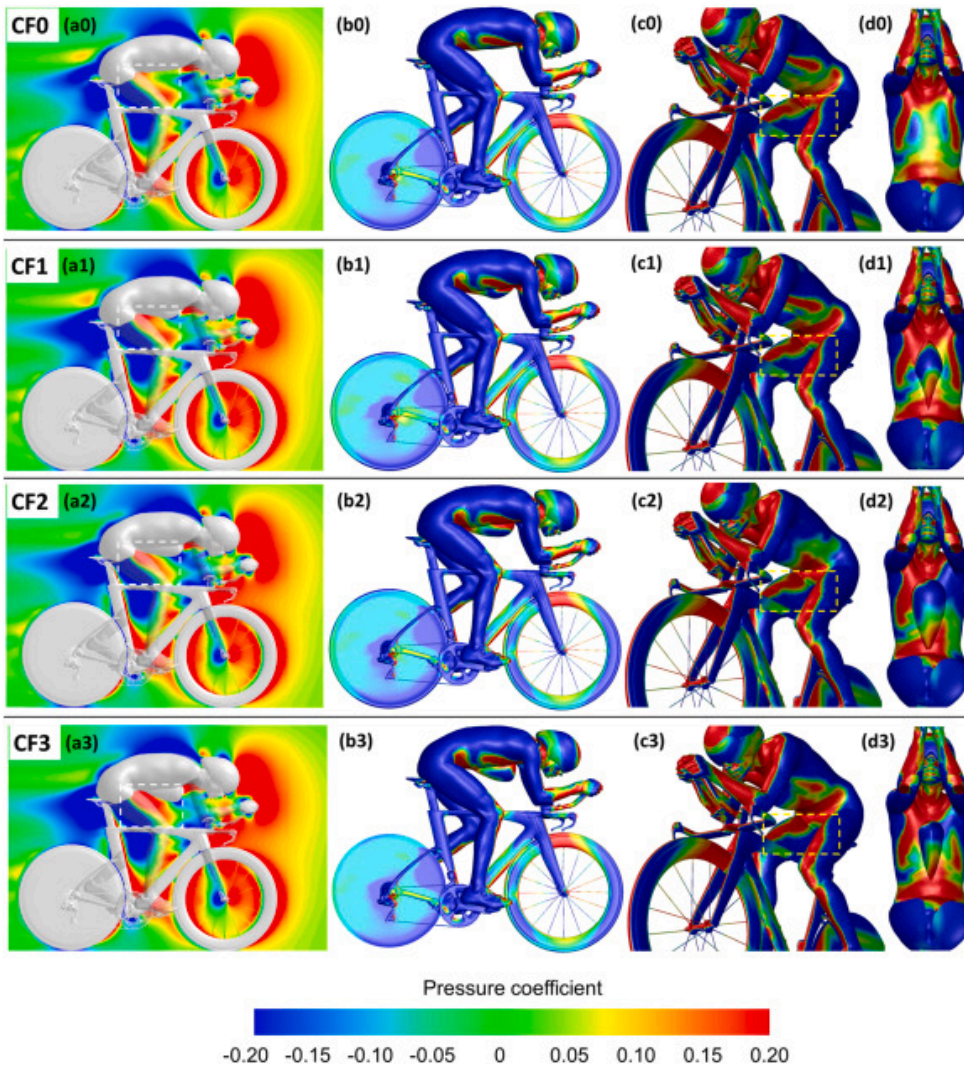 CF0 (a0) (b0) (c0) (d0)
CF1 (a1) (b1) (c1) (d1)
CF2 (a2) (b2) (c2) (d2)
CF3 (a3) (b3) (c3) (d3)
Pressure coefficient
-0.20 -0.15 -0.10 -0.05 0 0.05 0.10 0.15 0.20